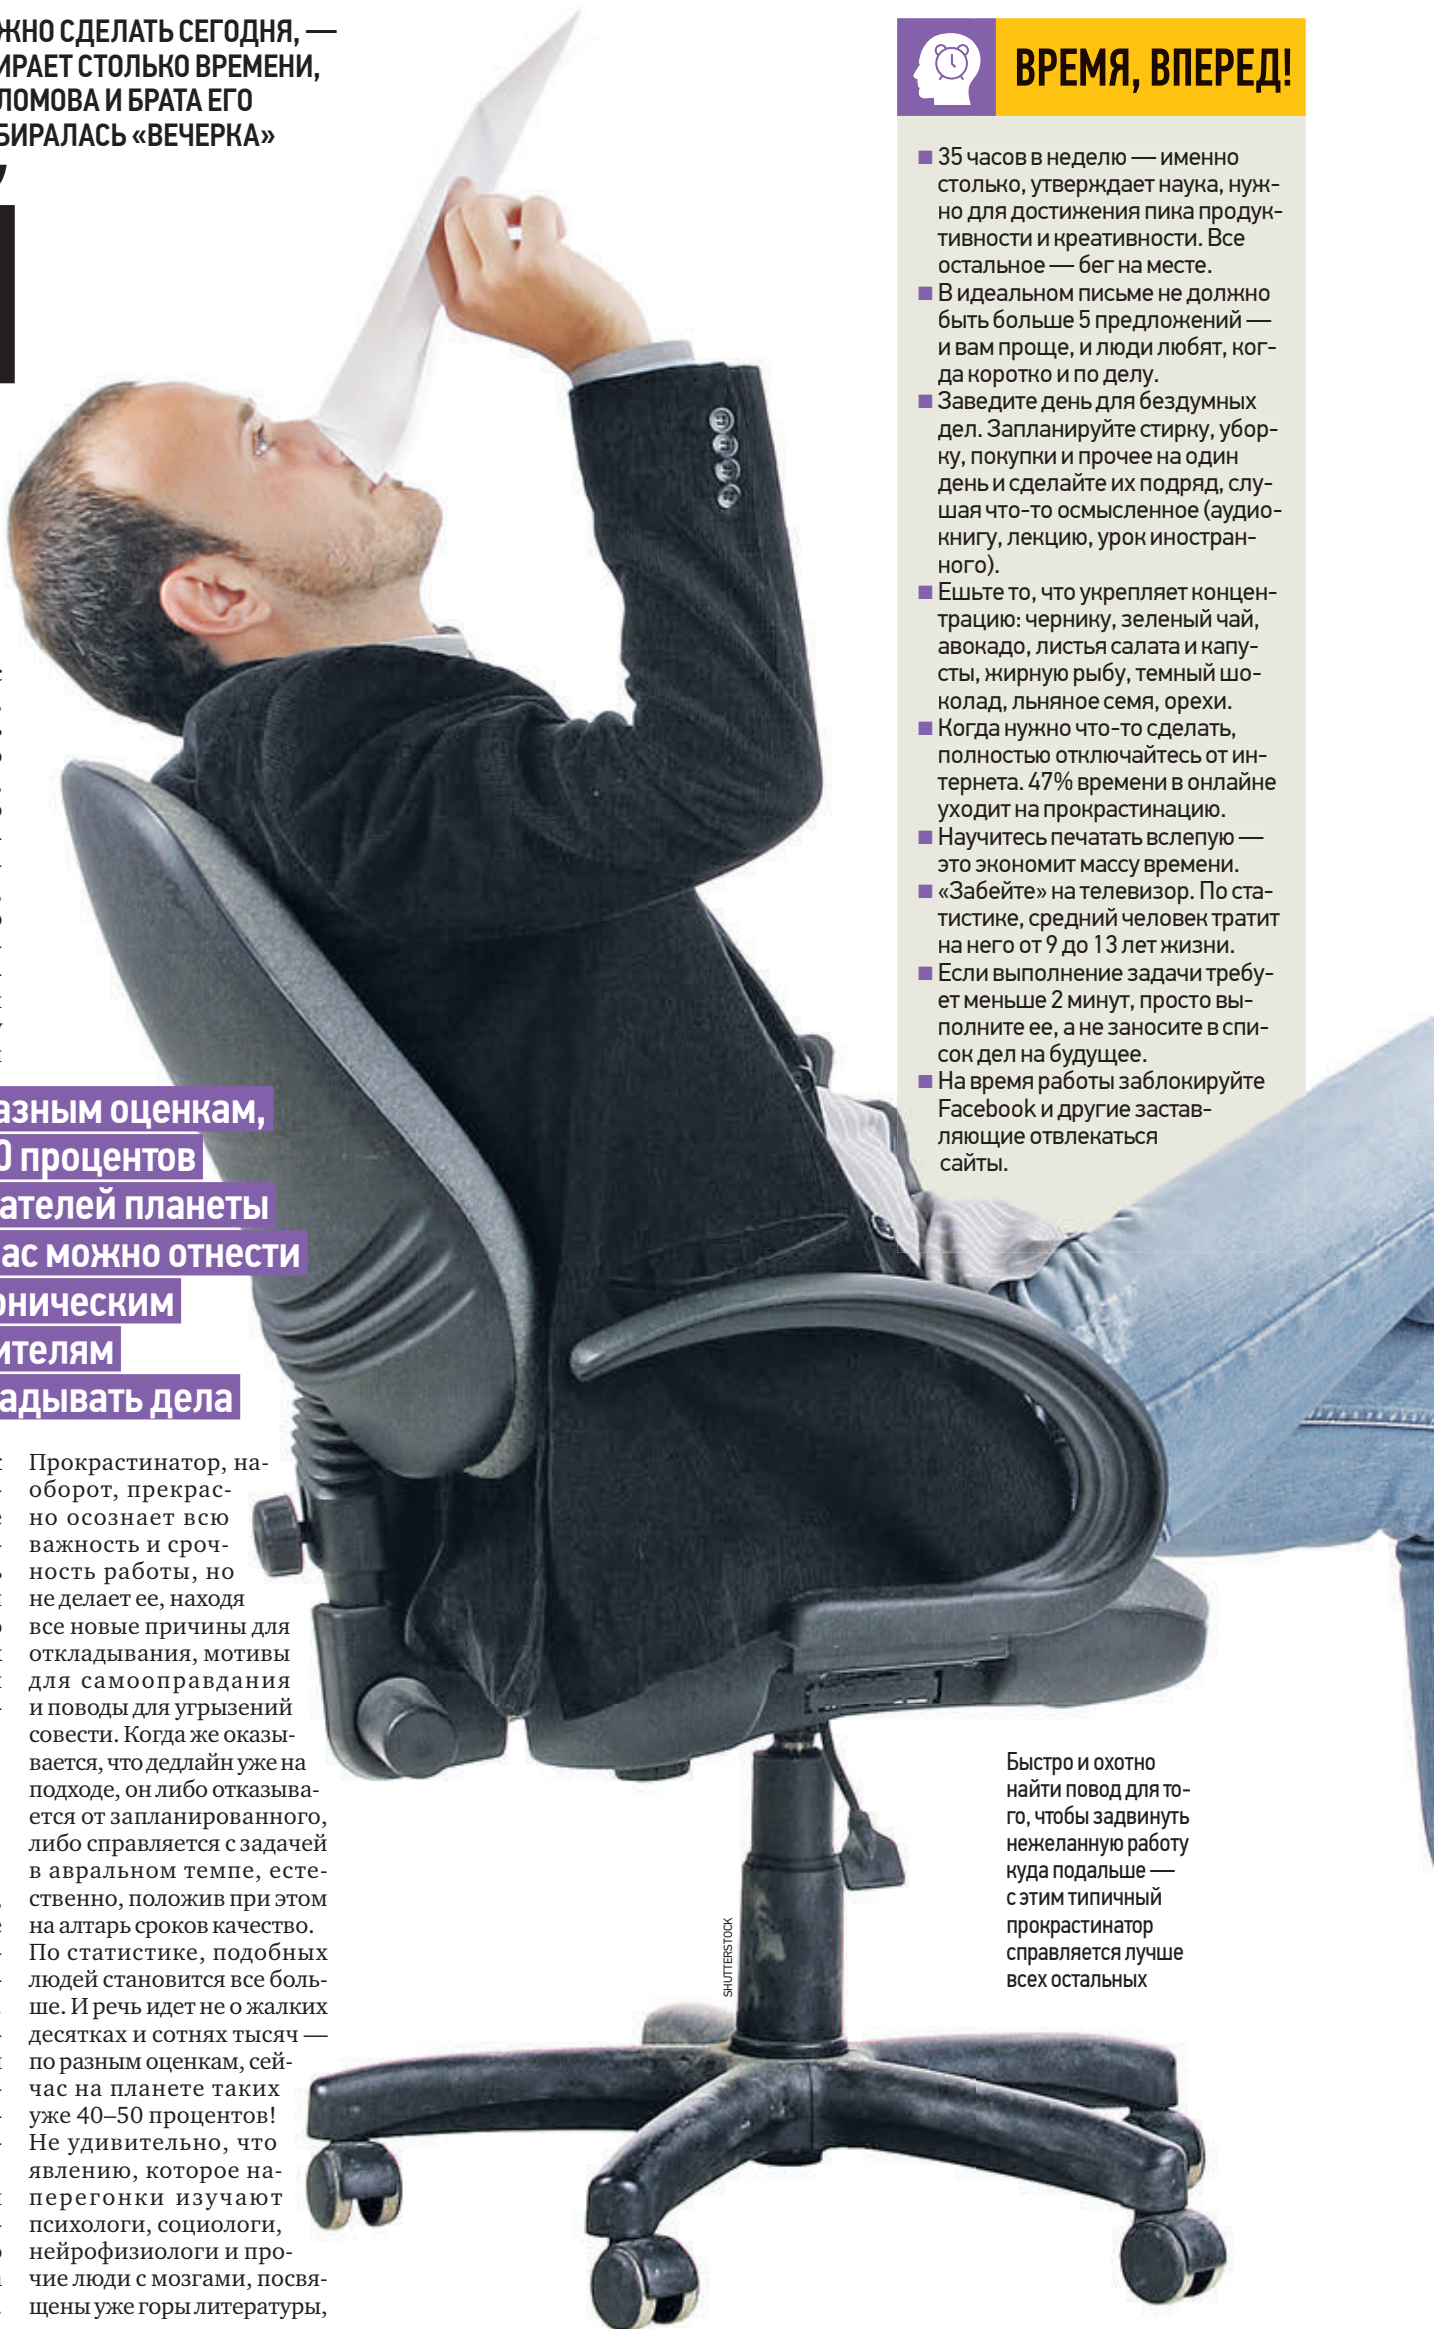 ЖНО СДЕЛАТЬ СЕГОДНЯ, —
ИРАЕТ СТОЛЬКО ВРЕМЕНИ,
ЛОМОВА И БРАТА ЕГО
БИРАЛАСЬ «ВЕЧЕРКА»
ВРЕМЯ, ВПЕРЕД!
35 часов в неделю — именно
столько, утверждает наука, нуж-
но для достижения пика продук-
тивности и креативности. Все
остальное — бег на месте.
В идеальном письме не должно
быть больше 5 предложений —
и вам проще, и люди любят, ког-
да коротко и по делу.
Заведите день для бездумных
дел. Запланируйте стирку, убор-
ку, покупки и прочее на один
день и сделайте их подряд, слу-
шая что-то осмысленное (аудио-
книгу, лекцию, урок иностран-
ного).
Ешьте то, что укрепляет концен-
трацию: чернику, зеленый чай,
авокадо, листья салата и капу-
сты, жирную рыбу, темный шо-
колад, льняное семя, орехи.
Когда нужно что-то сделать,
полностью отключайтесь от ин-
тернета. 47% времени в онлайне
уходит на прокрастинацию.
Научитесь печатать вслепую —
это экономит массу времени.
«Забейте» на телевизор. По ста-
тистике, средний человек тратит
на него от 9 до 13 лет жизни.
Если выполнение задачи требу-
ет меньше 2 минут, просто вы-
полните ее, а не заносите в спи-
сок дел на будущее.
На время работы заблокируйте
Facebook и другие застав-
ляющие отвлекаться
сайты.
азным оценкам,
0 процентов
ателей планеты
ас можно отнести
оническим
ителям
адывать дела
Прокрастинатор, на-
оборот, прекрас-
но осознает всю
важность и сроч-
ность работы, но
не делает ее, находя
все новые причины для
откладывания, мотивы
для самооправдания
и поводы для угрызений
совести. Когда же оказы-
вается, что дедлайн уже на
подходе, он либо отказыва-
ется от запланированного,
либо справляется с задачей
в авральном темпе, есте-
ственно, положив при этом
на алтарь сроков качество.
По статистике, подобных
людей становится все боль-
ше. И речь идет не о жалких
десятках и сотнях тысяч —
по разным оценкам, сей-
час на планете таких
уже 40–50 процентов!
Не удивительно, что
явлению, которое на-
перегонки изучают
психологи, социологи,
нейрофизиологи и про-
чие люди с мозгами, посвя-
щены уже горы литературы,
SHUTTERSTOCK
Быстро и охотно
найти повод для то-
го, чтобы задвинуть
нежеланную работу
куда подальше —
с этим типичный
прокрастинатор
справляется лучше
всех остальных